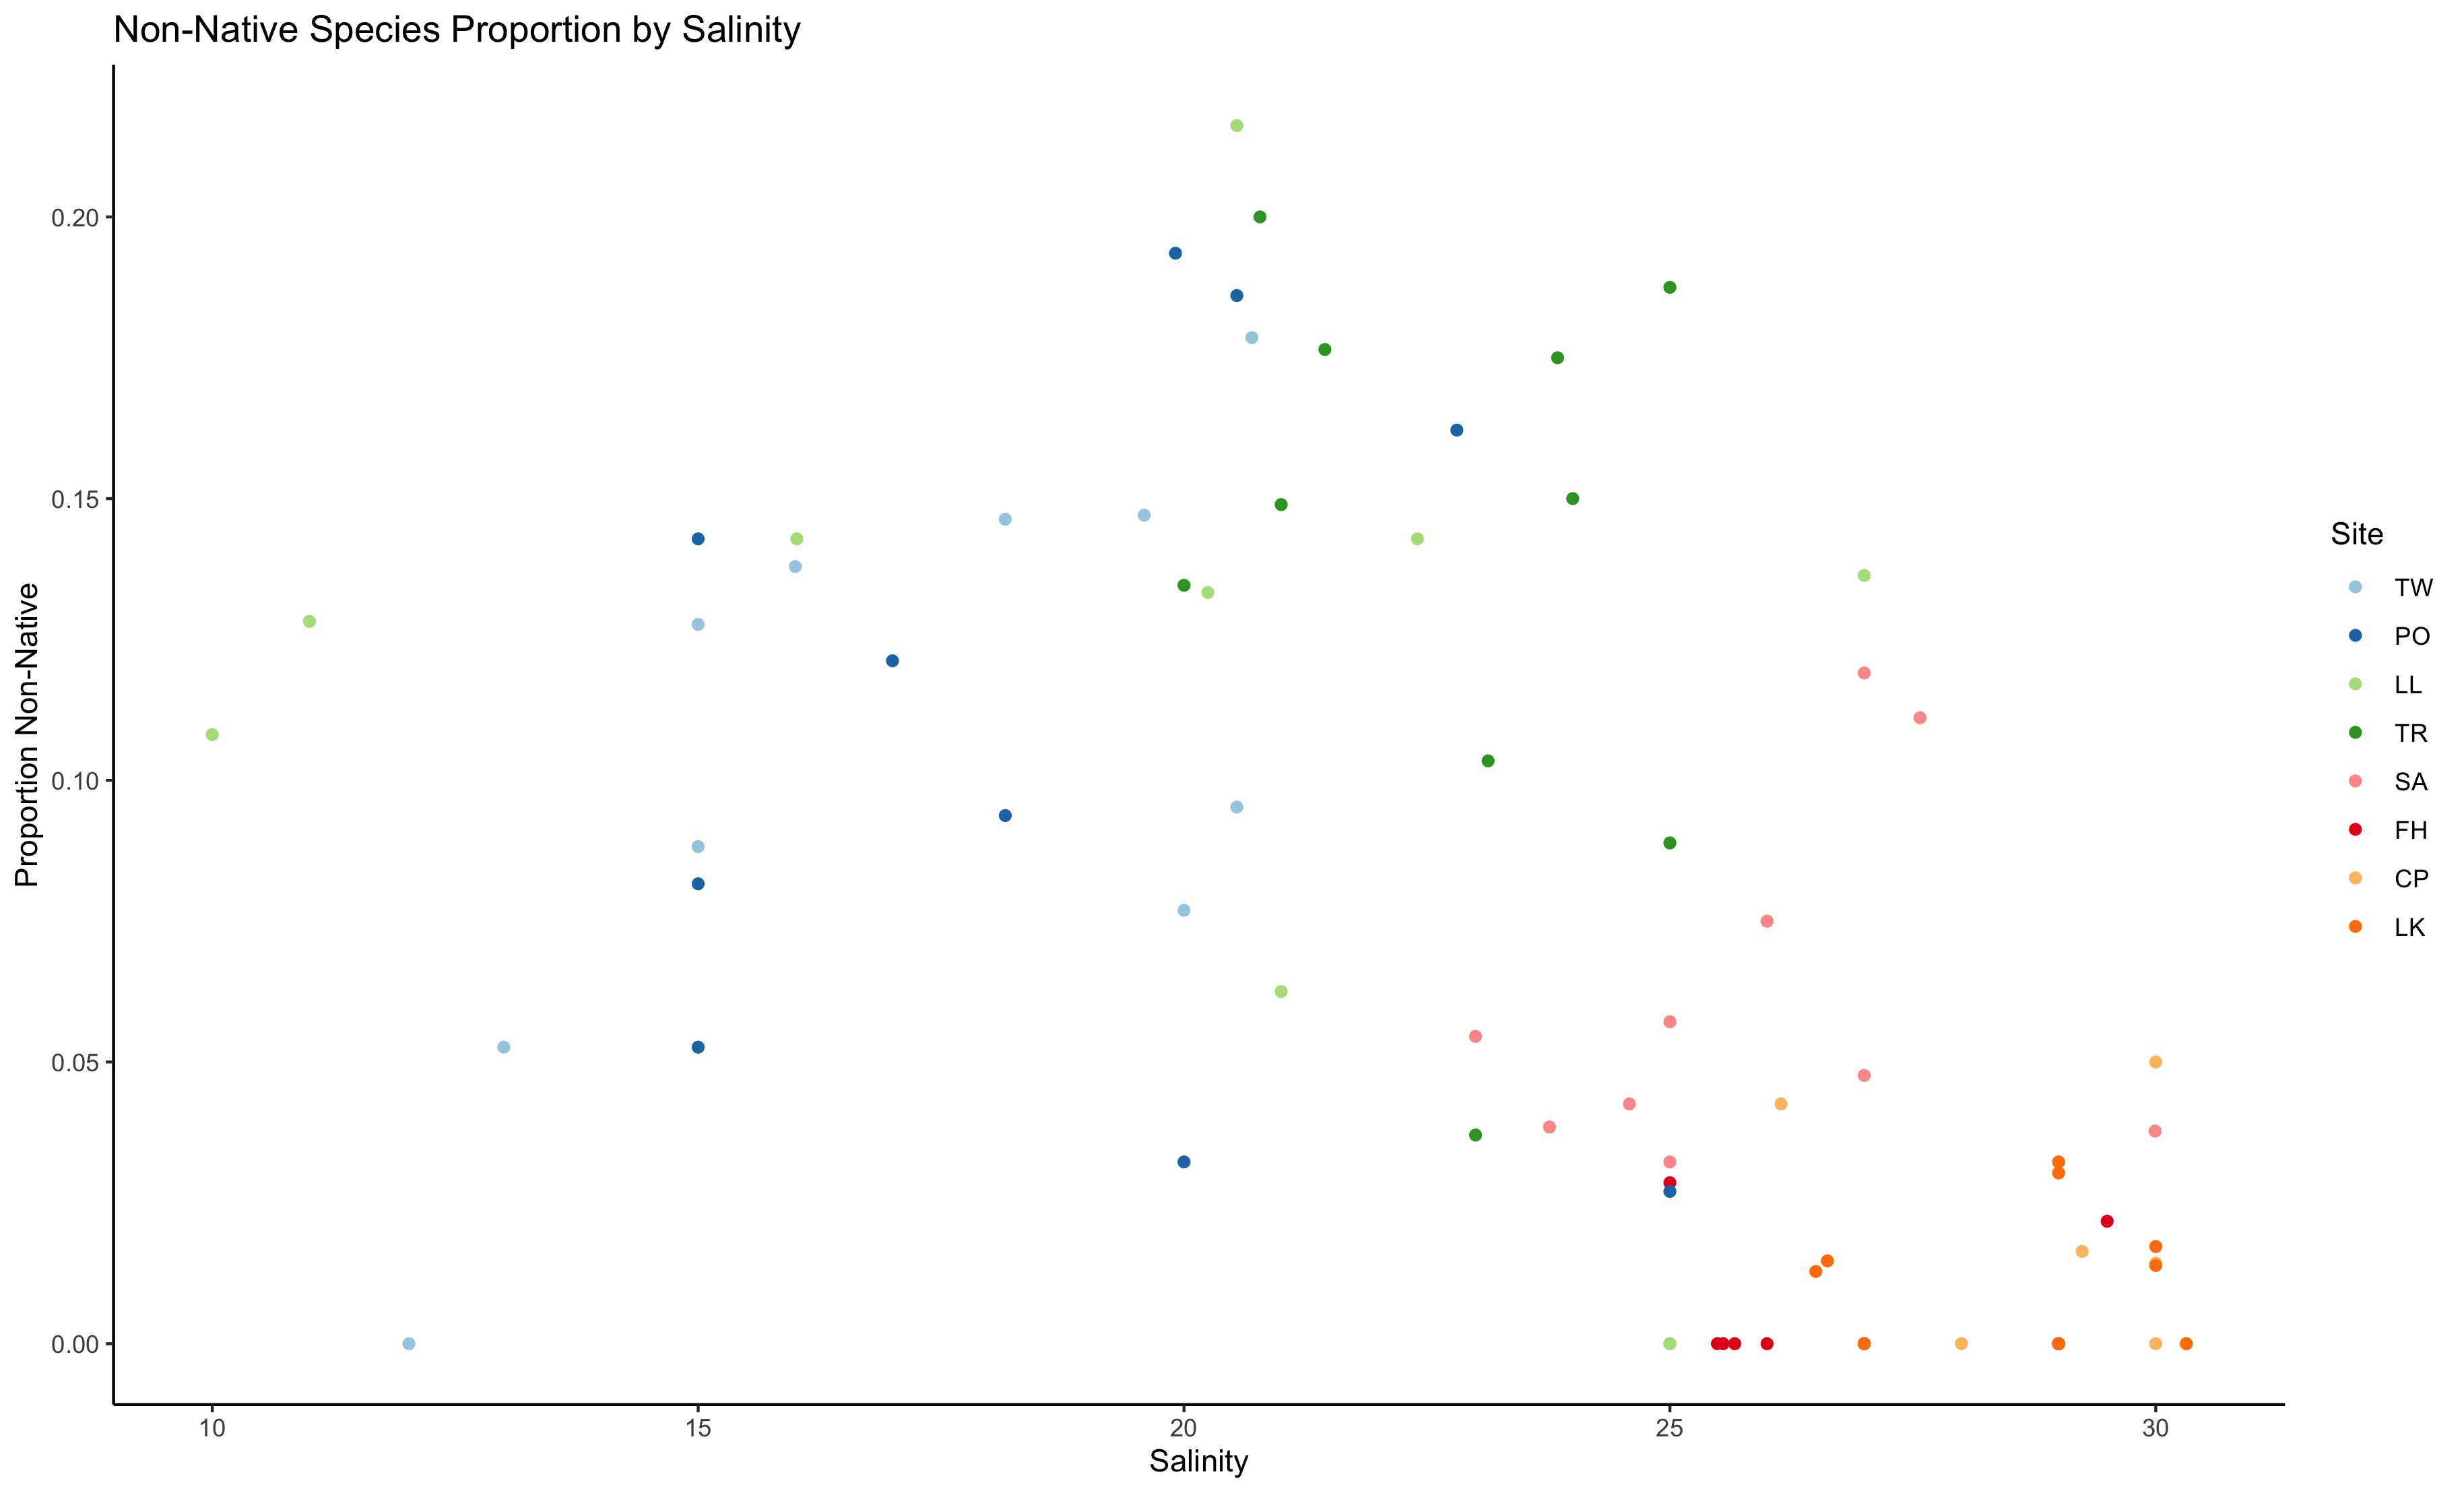 Non-Native Species Proportion by Salinity
Proportion Non-Native
0.20
0.15
0.10
0.05
0.00
10 15 20 25 30
Salinity
Site
TW
PO
LL
TR
SA
FH
CP
LK